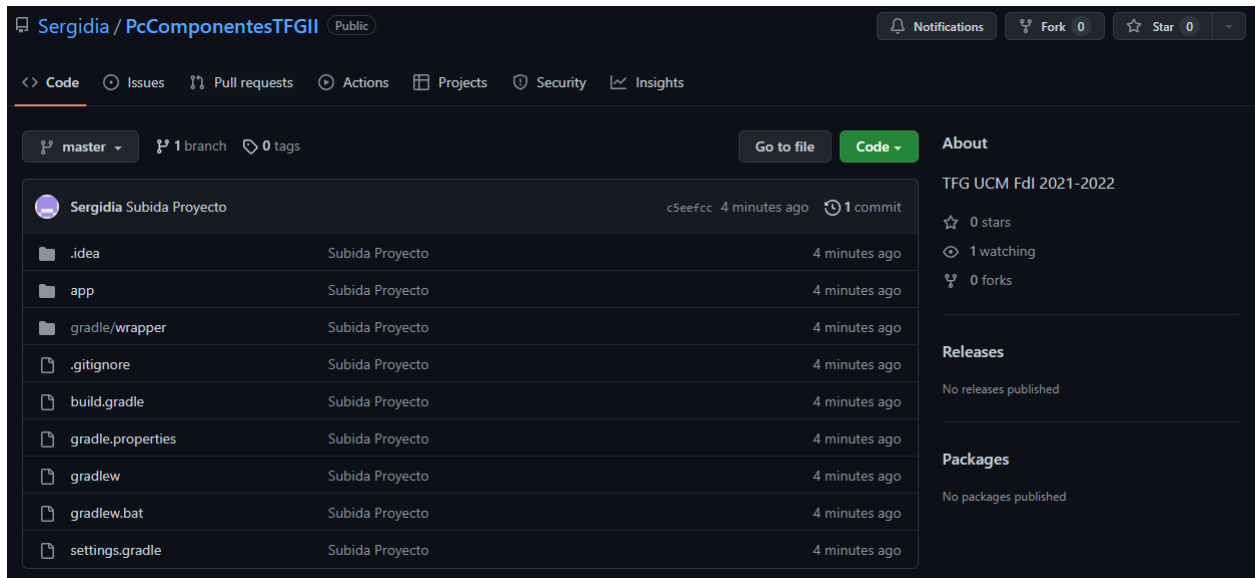 Sergidia / PcComponentesTFGII Public Notifications Fork 0 Star 0
Code Issues Pull requests Actions Projects Security Insights
master 1 branch 0 tags Go to file Code
Sergidia Subida Proyecto c5eefcc 4 minutes ago 1 commit
.idea Subida Proyecto 4 minutes ago
app Subida Proyecto 4 minutes ago
gradle/wrapper Subida Proyecto 4 minutes ago
.gitignore Subida Proyecto 4 minutes ago
build.gradle Subida Proyecto 4 minutes ago
gradle.properties Subida Proyecto 4 minutes ago
gradlew Subida Proyecto 4 minutes ago
gradlew.bat Subida Proyecto 4 minutes ago
settings.gradle Subida Proyecto 4 minutes ago
About
TFG UCM FdI 2021-2022
0 stars
1 watching
0 forks
Releases
No releases published
Packages
No packages published